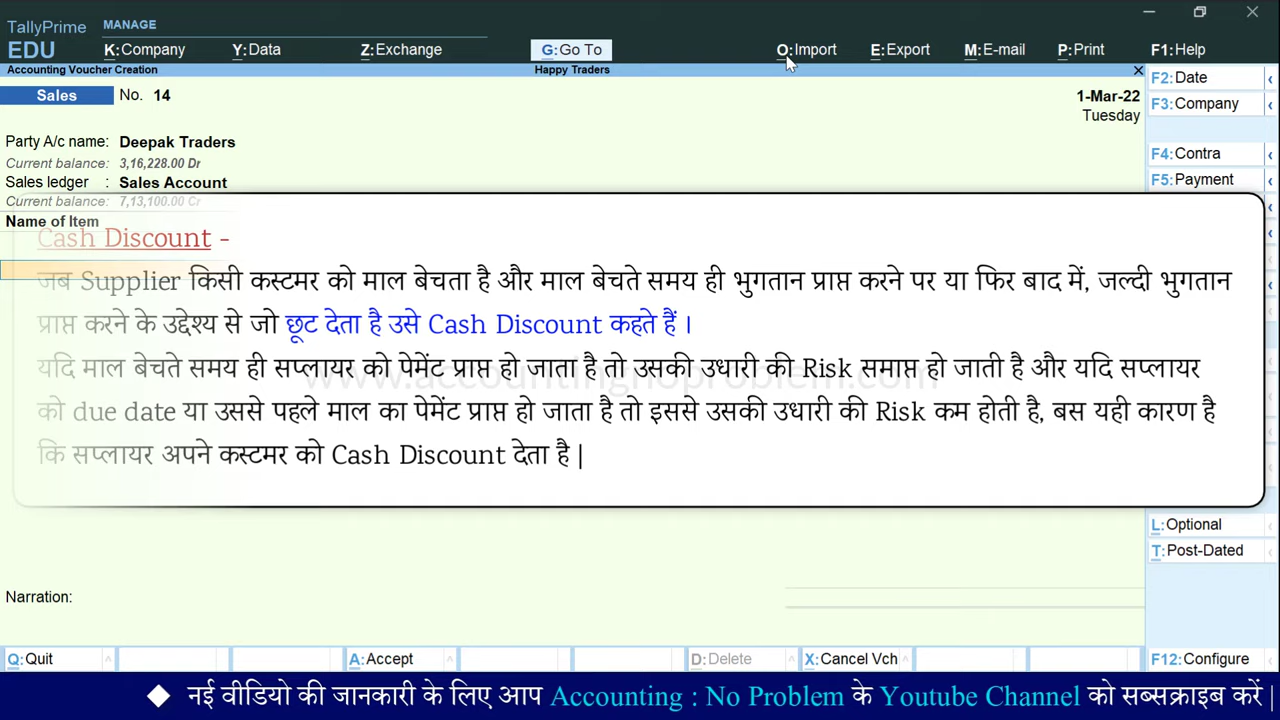 TallyPrime MANAGE
EDU K:Company Y:Data Z:Exchange G:Go To O:Import E:Export M:E-mail P:Print F1:Help
Accounting Voucher Creation Happy Traders
Sales No. 14 1-Mar-22
Tuesday
Party A/c name: Deepak Traders
Current balance: 3,16,228.00 Dr
Sales ledger : Sales Account
Current balance: 7,13,100.00 Cr
Name of Item
F2:Date
F3:Company
F4:Contra
F5:Payment
Cash Discount -
जब Supplier किसी कस्टमर को माल बेचता है और माल बेचते समय ही भुगतान प्राप्त करने पर या फिर बाद में, जल्दी भुगतान
प्राप्त करने के उद्देश्य से जो छूट देता है उसे Cash Discount कहते हैं ।
यदि माल बेचते समय ही सप्लायर को पेमेंट प्राप्त हो जाता है तो उसकी उधारी की Risk समाप्त हो जाती है और यदि सप्लायर
को due date या उससे पहले माल का पेमेंट प्राप्त हो जाता है तो इससे उसकी उधारी की Risk कम होती है, बस यही कारण है
कि सप्लायर अपने कस्टमर को Cash Discount देता है |
www.accountingnoproblem.com
L:Optional
T:Post-Dated
Narration:
Q:Quit A:Accept D:Delete X:Cancel Vch F12:Configure
नई वीडियो की जानकारी के लिए आप Accounting : No Problem के Youtube Channel को सब्सक्राइब करें |